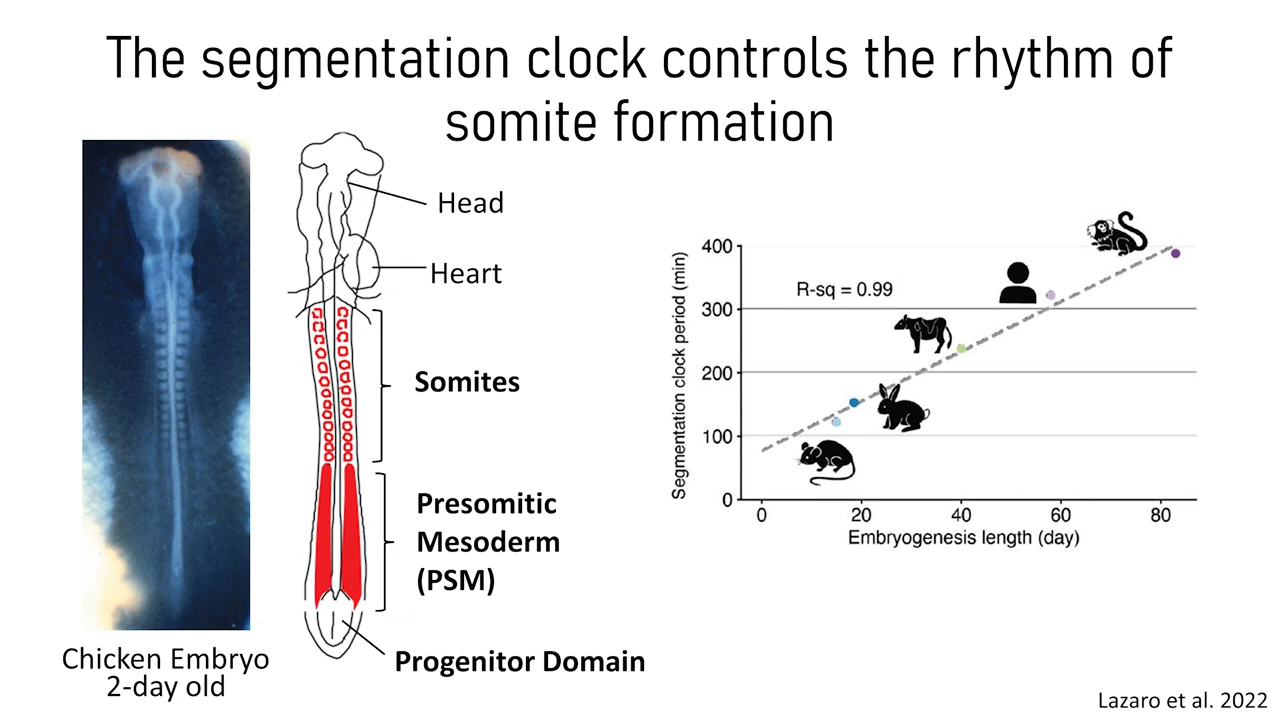 The segmentation clock controls the rhythm of
somite formation
Head
Heart
Somites
Presomitic
Mesoderm
(PSM)
Progenitor Domain
Chicken Embryo
2-day old
Segmentation clock period (min)
400
300
200
100
0
R-sq = 0.99
0 20 40 60 80
Embryogenesis length (day)
Lazaro et al. 2022